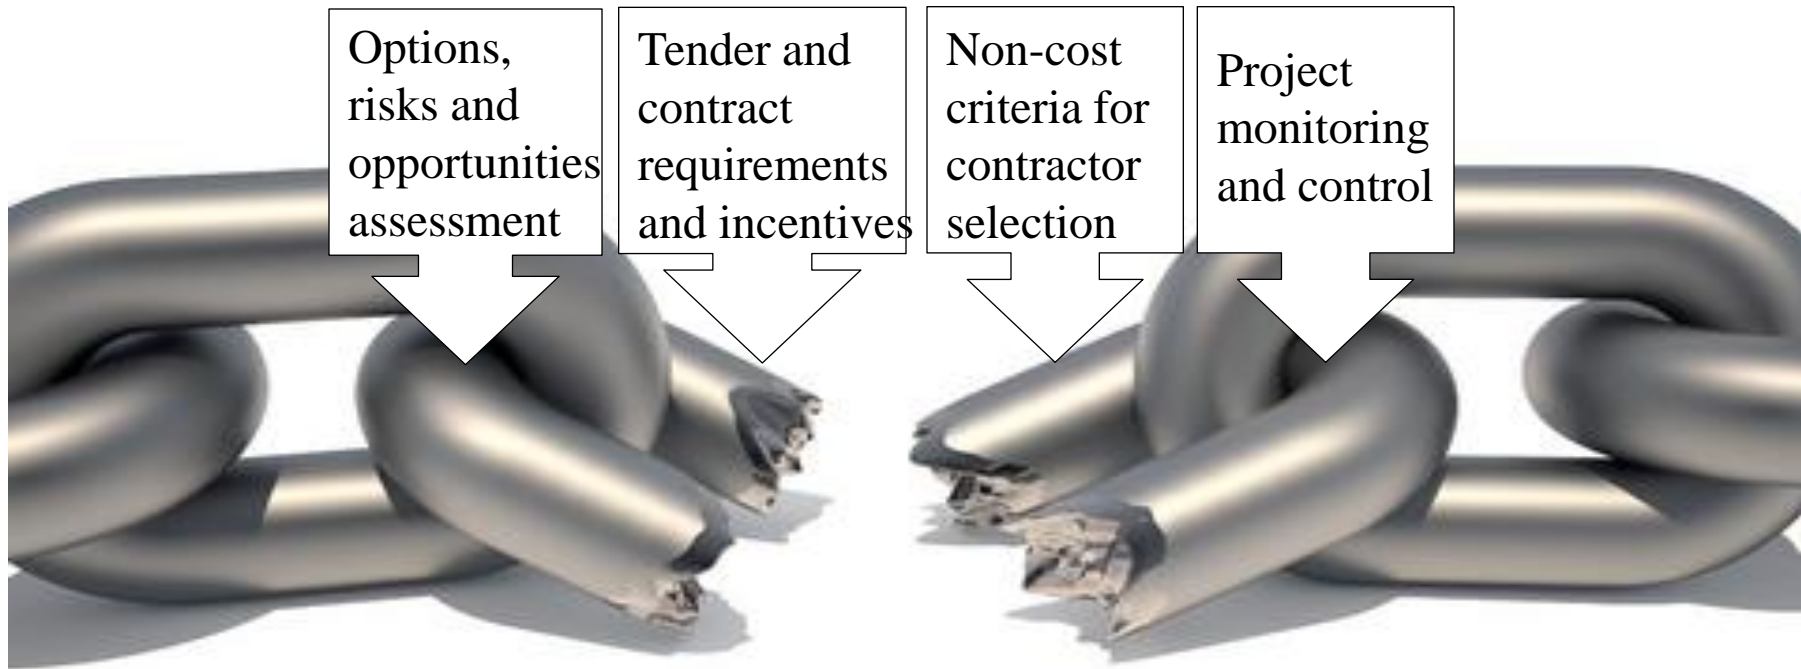 Options,
risks and
opportunities
assessment
Tender and
contract
requirements
and incentives
Non-cost
criteria for
contractor
selection
Project
monitoring
and control